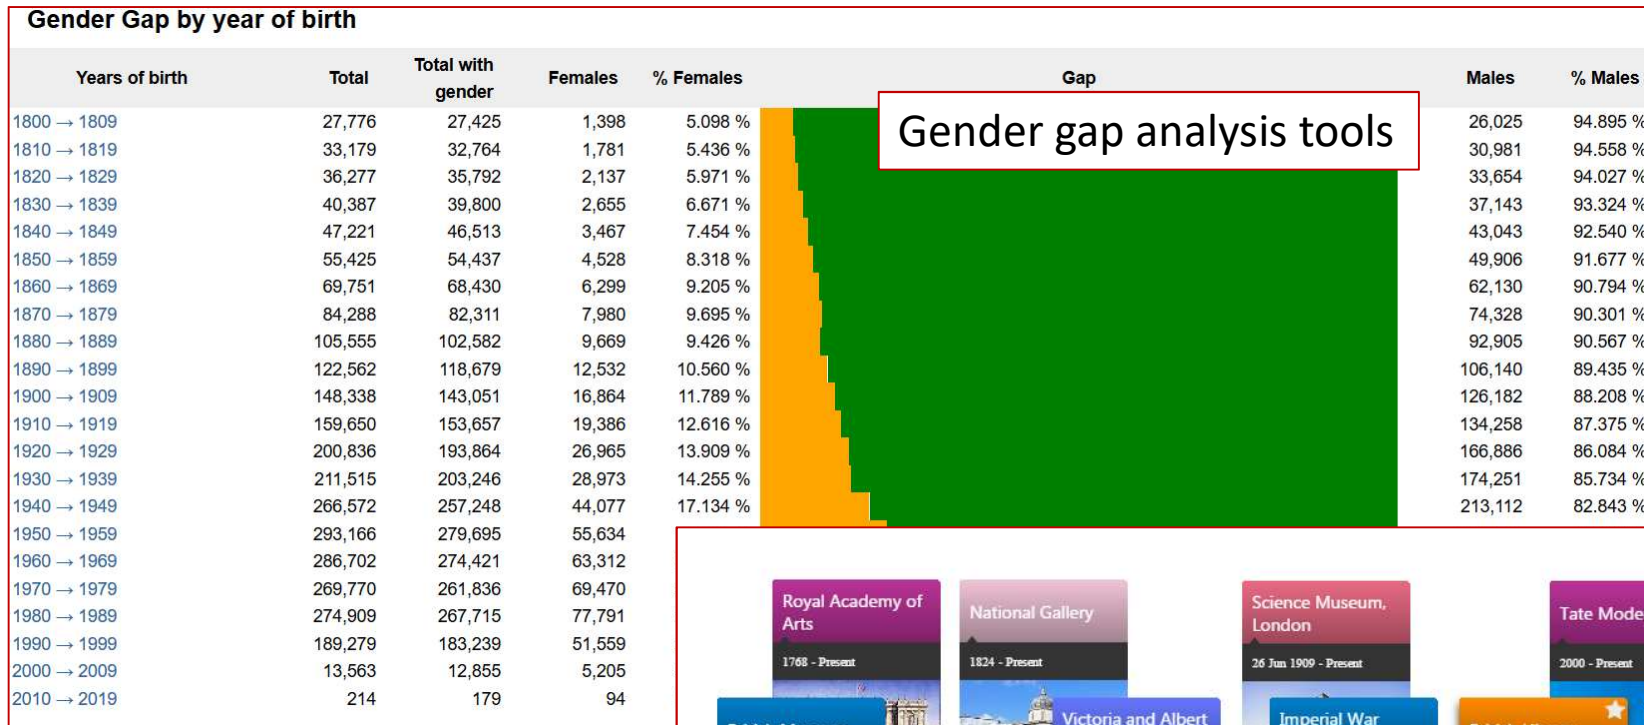 Gender Gap by year of birth
Years of birth Total Total with gender Females % Females Gap Males % Males
Gender gap analysis tools
1800 → 1809 27,776 27,425 1,398 5.098 % 26,025 94.895 %
1810 → 1819 33,179 32,764 1,781 5.436 % 30,981 94.558 %
1820 → 1829 36,277 35,792 2,137 5.971 % 33,654 94.027 %
1830 → 1839 40,387 39,800 2,655 6.671 % 37,143 93.324 %
1840 → 1849 47,221 46,513 3,467 7.454 % 43,043 92.540 %
1850 → 1859 55,425 54,437 4,528 8.318 % 49,906 91.677 %
1860 → 1869 69,751 68,430 6,299 9.205 % 62,130 90.794 %
1870 → 1879 84,288 82,311 7,980 9.695 % 74,328 90.301 %
1880 → 1889 105,555 102,582 9,669 9.426 % 92,905 90.567 %
1890 → 1899 122,562 118,679 12,532 10.560 % 106,140 89.435 %
1900 → 1909 148,338 143,051 16,864 11.789 % 126,182 88.208 %
1910 → 1919 159,650 153,657 19,386 12.616 % 134,258 87.375 %
1920 → 1929 200,836 193,864 26,965 13.909 % 166,886 86.084 %
1930 → 1939 211,515 203,246 28,973 14.255 % 174,251 85.734 %
1940 → 1949 266,572 257,248 44,077 17.134 % 213,112 82.843 %
1950 → 1959 293,166 279,695 55,634
1960 → 1969 286,702 274,421 63,312
1970 → 1979 269,770 261,836 69,470
1980 → 1989 274,909 267,715 77,791
1990 → 1999 189,279 183,239 51,559
2000 → 2009 13,563 12,855 5,205
2010 → 2019 214 179 94
Royal Academy of
Arts
1768 - Present
National Gallery
1824 - Present
Science Museum,
London
26 Jun 1909 - Present
Tate Mode
2000 - Present
Victoria and Albert
Imperial War